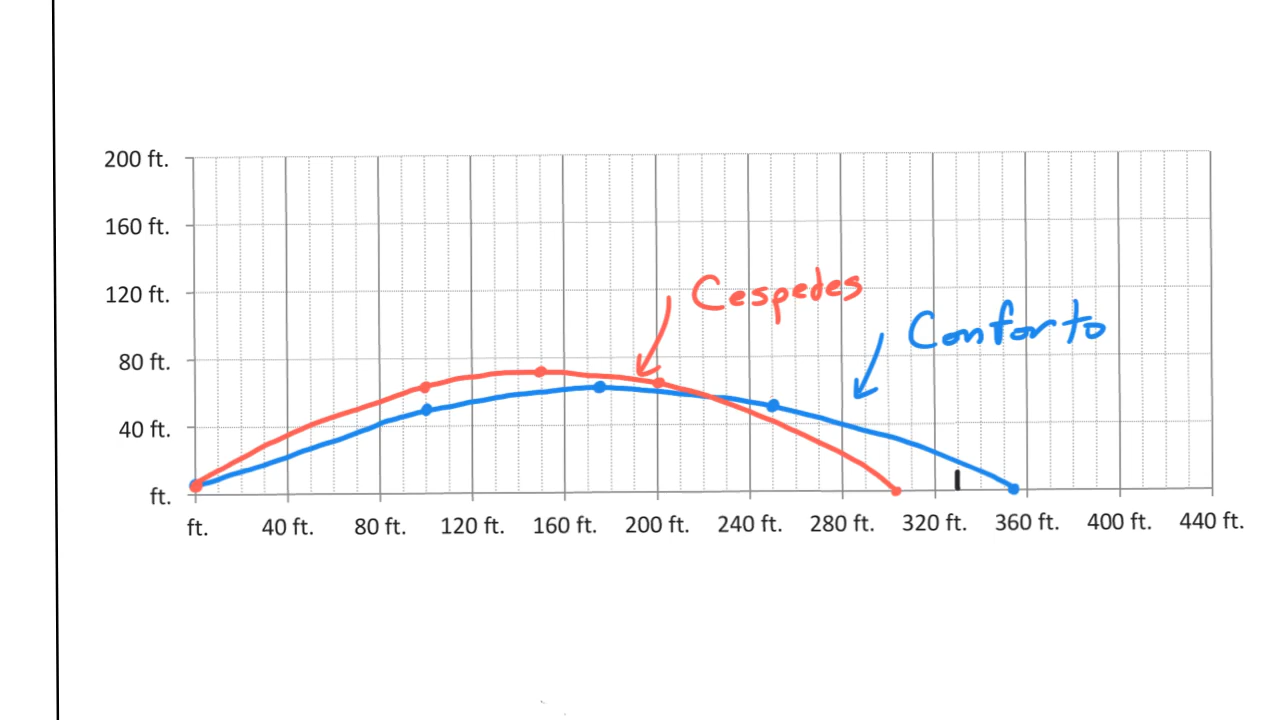 200 ft.
160 ft.
120 ft.
80 ft.
40 ft.
ft.
Cespedes
Conforto
ft. 40 ft. 80 ft. 120 ft. 160 ft. 200 ft. 240 ft. 280 ft. 320 ft. 360 ft. 400 ft. 440 ft.